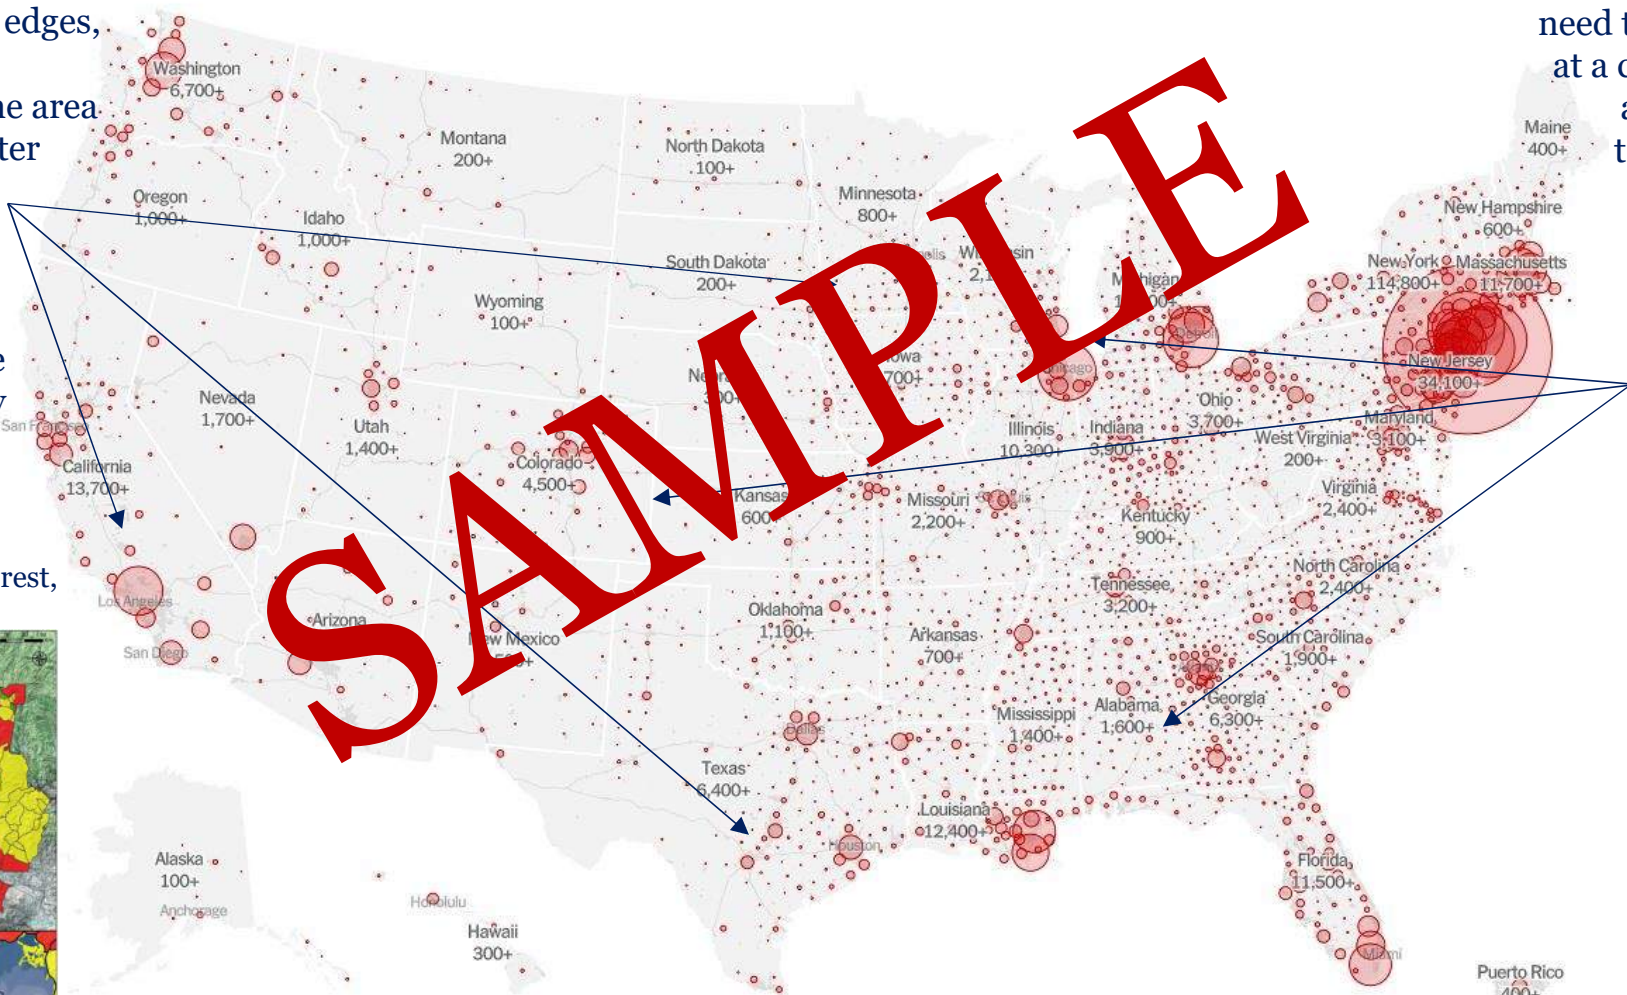 edges,
need t
at a c
ter
rest,
Washington
6,700+
Montana
200+
North Dakota
100+
Minnesota
800+
Maine
400+
Oregon
1,000+
Idaho
1,000+
South Dakota
200+
Wyoming
100+
New Hampshire
600+
New York
114,800+
Massachusetts
11,700+
Detroit
New Jersey
34,100+
Nevada
1,700+
Utah
1,400+
Colorado
4,500+
Ohio
3,700+
Illinois
10,300+
Indiana
3,900+
Maryland
3,100+
West Virginia
200+
San Francisco
California
13,700+
Kansas
600+
Missouri
2,200+
Virginia
2,400+
Kentucky
900+
Los Angeles
San Diego
Arizona
New Mexico
Oklahoma
1,100+
Arkansas
700+
Tennessee
3,200+
North Carolina
2,400+
South Carolina
1,900+
Georgia
6,300+
Alabama
1,600+
Mississippi
1,400+
Dallas
Texas
6,400+
Louisiana
12,400+
Houston
Florida
11,500+
Miami
Alaska
100+
Anchorage
Honolulu
Hawaii
300+
Puerto Rico
400+
SAMPLE